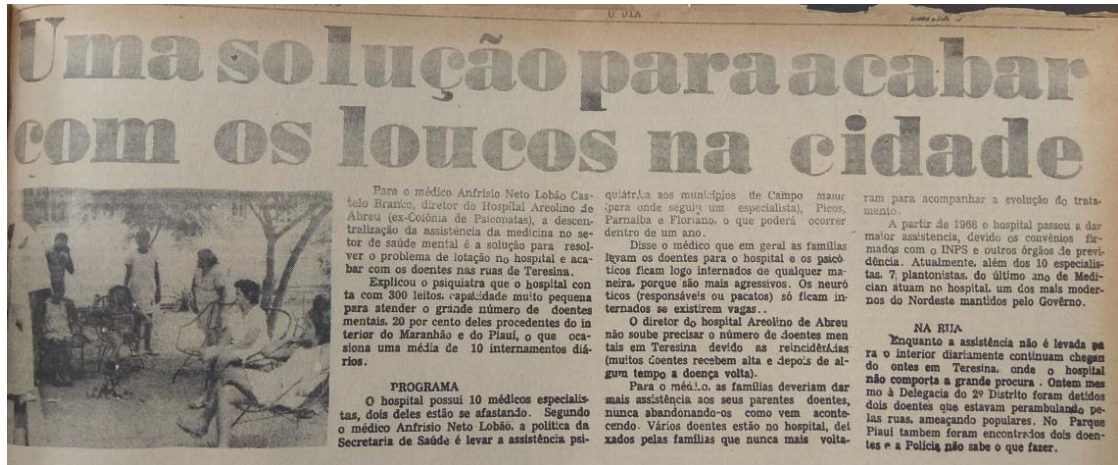 O DIA
Uma solução para acabar
com os loucos na cidade
Para o médico Anfrisio Neto Lobão Cas-
telo Branco, diretor do Hospital Areolino de
Abreu (ex-Colônia de Psicopatas), a descen-
tralização da assistência da medicina no se-
tor de saúde mental é a solução para resol-
ver o problema de lotação no hospital e aca-
bar com os doentes nas ruas de Teresina.
Explicou o psiquiatra que o hospital con
ta com 300 leitos, capacidade muito pequena
para atender o grande número de doentes
mentais, 20 por cento deles procedentes do in
terior do Maranhão e do Piauí, o que oca-
siona uma média de 10 internamentos diá-
rios.
PROGRAMA
O hospital possui 10 médicos especialis-
tas, dois deles estão se afastando. Segundo
o médico Anfrisio Neto Lobão, a política da
Secretaria de Saúde é levar a assistência psi-
quiátrica aos municípios de Campo Maior
(para onde seguiu um especialista), Picos,
Parnaiba e Floriano, o que poderá ocorrer
dentro de um ano.
Disse o médico que em geral as famílias
levam os doentes para o hospital e os psicó-
ticos ficam logo internados de qualquer ma-
neira, porque são mais agressivos. Os neuró
ticos (responsáveis ou pacatos) só ficam in-
ternados se existirem vagas..
O diretor do hospital Areolino de Abreu
não soube precisar o número de doentes men
tais em Teresina devido as reincidências
(muitos doentes recebem alta e depois de al-
gum tempo a doença volta).
Para o médico, as famílias deveriam dar
mais assistência aos seus parentes doentes,
nunca abandonando-os como vem aconte-
cendo. Vários doentes estão no hospital, dei
xados pelas famílias que nunca mais volta-
ram para acompanhar a evolução do trata-
mento.
A partir de 1968 o hospital passou a dar
maior assistencia, devido os convênios fir-
mados com o INPS e outros órgãos de previ-
dência. Atualmente, além dos 10 especialis-
tas, 7, plantonistas, do último ano de Medi-
cian atuam no hospital, um dos mais moder-
nos do Nordeste mantidos pelo Govêrno.
NA RUA
Enquanto a assistência não é levada pa
ra o interior diariamente continuam chegan
do ontes em Teresina, onde o hospital
não comporta a grande procura . Ontem mes
mo à Delegacia do 2º Distrito foram detidos
dois doentes que estavam perambulando pe-
las ruas, ameaçando populares. No Parque
Piauí tambem foram encontrados dois doen-
tes e a Polícia não sabe o que fazer.